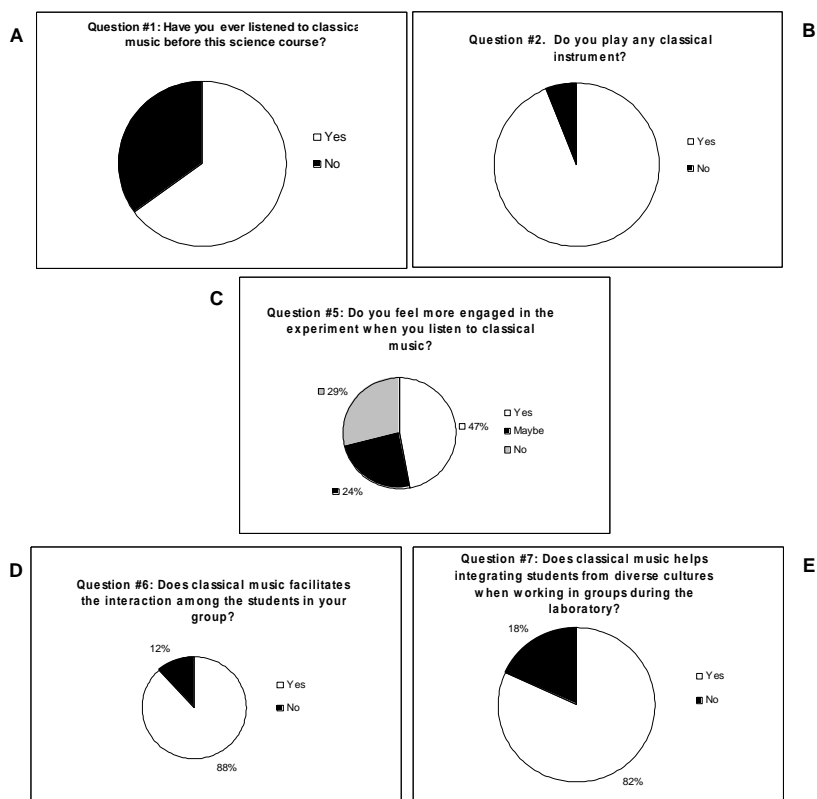 A
Question #1: Have you ever listened to classica
music before this science course?
Yes
No
B
Question #2. Do you play any classical
instrument?
Yes
No
C
Question #5: Do you feel more engaged in the
experiment when you listen to classical
music?
29%
47%
24%
Yes
Maybe
No
D
Question #6: Does classical music facilitates
the interaction among the students in your
group?
12%
88%
Yes
No
E
Question #7: Does classical music helps
integrating students from diverse cultures
when working in groups during the
laboratory?
18%
82%
Yes
No